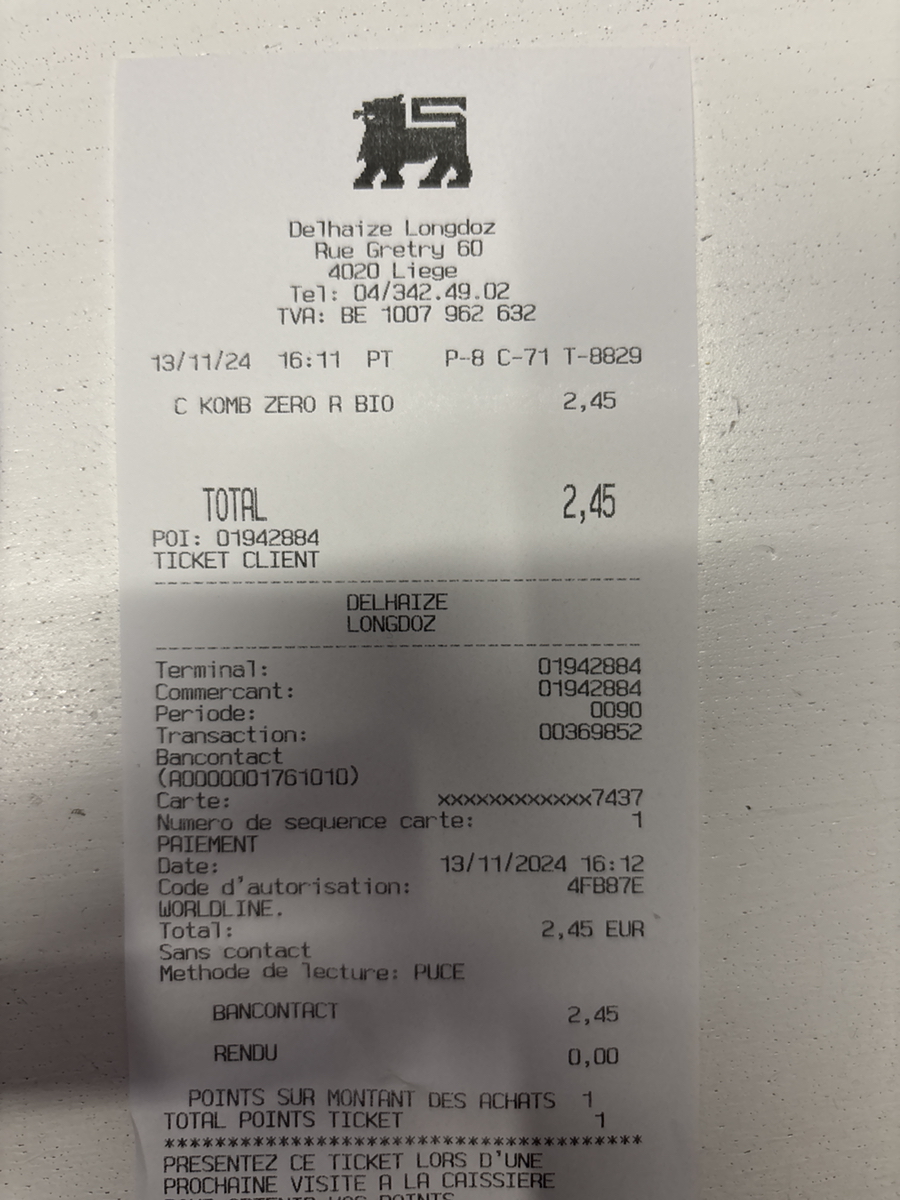 Delhaize Longdoz
Rue Gretry 60
4020 Liege
Tel: 04/342.49.02
TVA: BE 1007 962 632
13/11/24 16:11 PT P-8 C-71 T-8829
C KOMB ZERO R BIO 2,45
TOTAL 2,45
POI: 01942884
TICKET CLIENT
DELHAIZE
LONGDOZ
Terminal: 01942884
Commercant: 01942884
Periode: 0090
Transaction: 00369852
Bancontact
(A0000001761010)
Carte: xxxxxxxxxxxx7437
Numero de sequence carte: 1
PAIEMENT
Date: 13/11/2024 16:12
Code d'autorisation: 4FB87E
WORLDLINE.
Total: 2,45 EUR
Sans contact
Methode de lecture: PUCE
BANCONTACT 2,45
RENDU 0,00
POINTS SUR MONTANT DES ACHATS 1
TOTAL POINTS TICKET 1
**************************************
PRESENTEZ CE TICKET LORS D'UNE
PROCHAINE VISITE A LA CAISSIERE